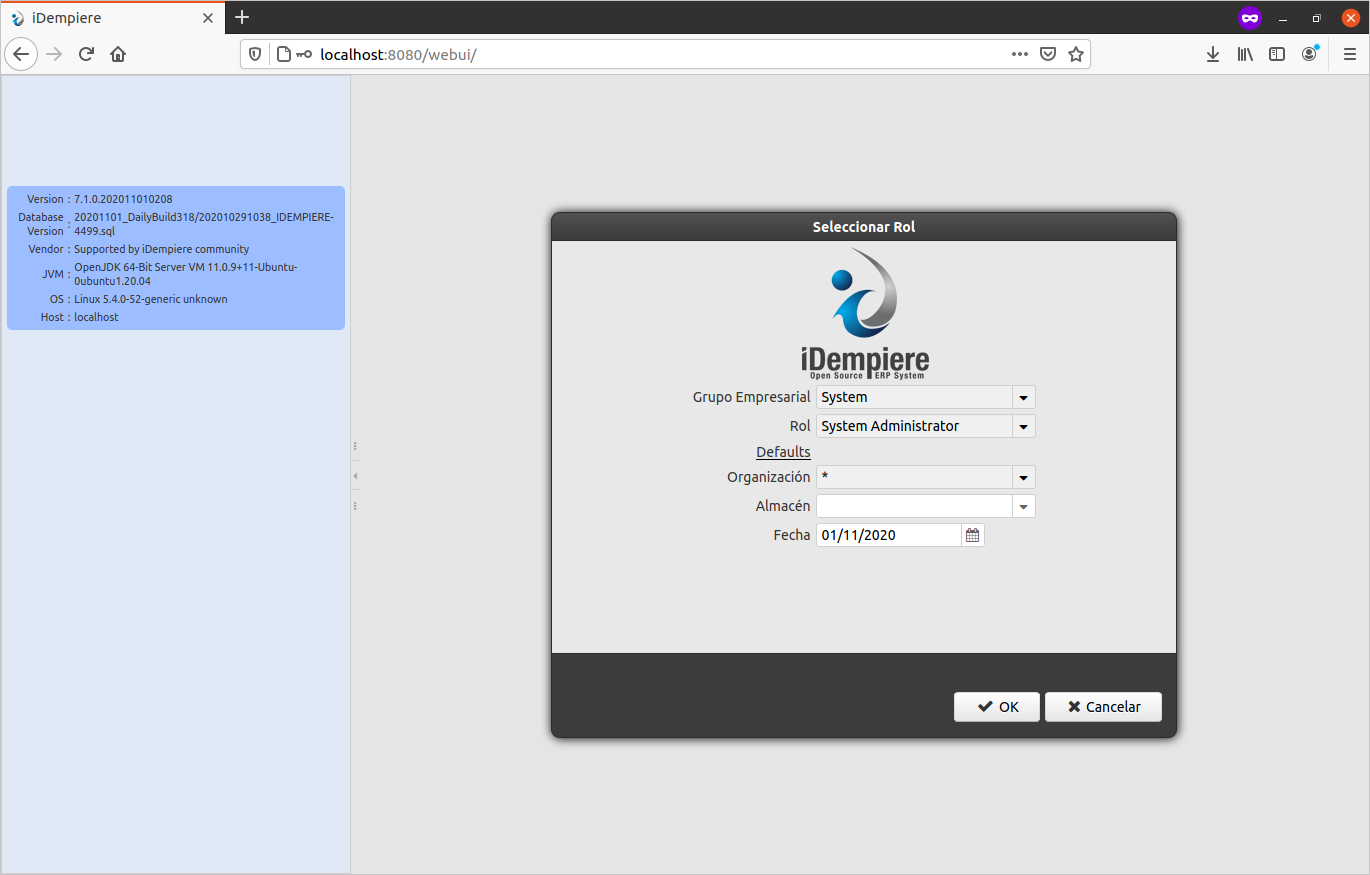 iDempiere
localhost:8080/webui/
Version : 7.1.0.202011010208
Database Version : 20201101_DailyBuild318/202010291038_IDEMPIERE-
4499.sql
Vendor : Supported by iDempiere community
JVM : OpenJDK 64-Bit Server VM 11.0.9+11-Ubuntu-
0ubuntu1.20.04
OS : Linux 5.4.0-52-generic unknown
Host : localhost
Seleccionar Rol
iDempiere
Open Source ERP System
Grupo Empresarial System
Rol System Administrator
Defaults
Organización *
Almacén
Fecha 01/11/2020
OK Cancelar